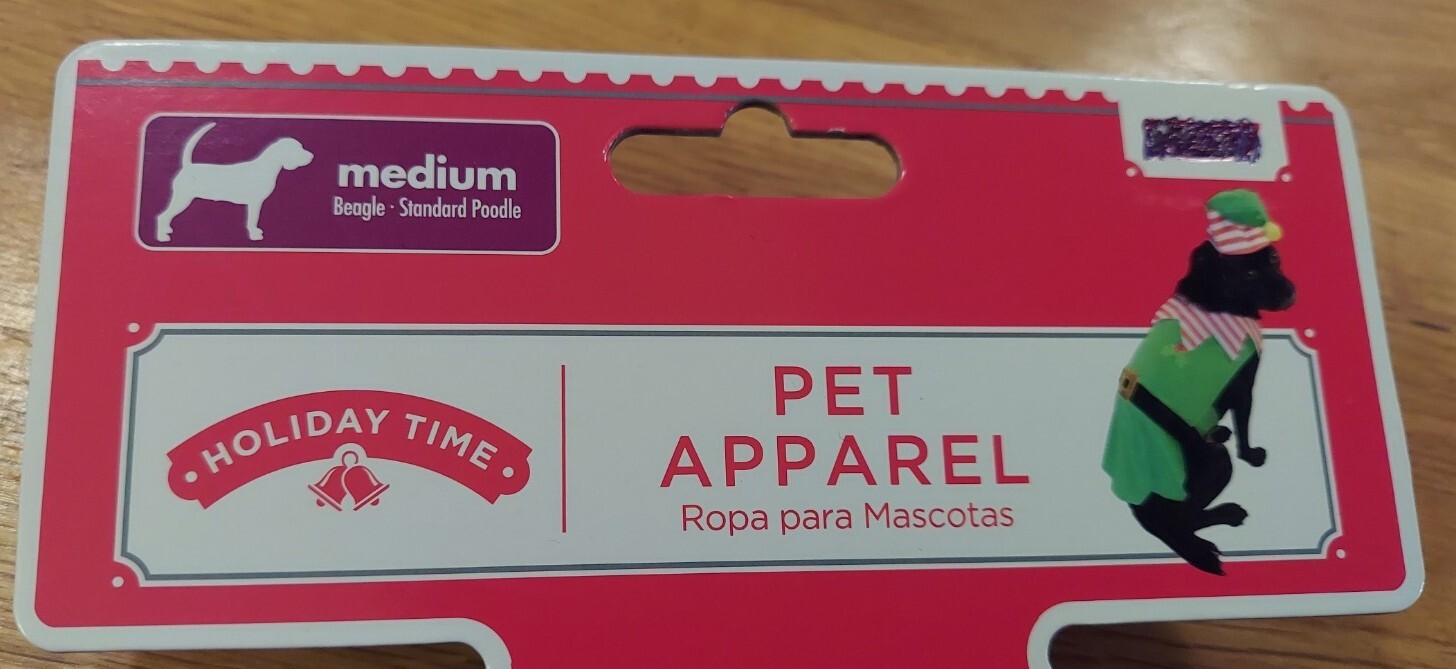 medium
Beagle · Standard Poodle
HOLIDAY TIME
PET
APPAREL
Ropa para Mascotas